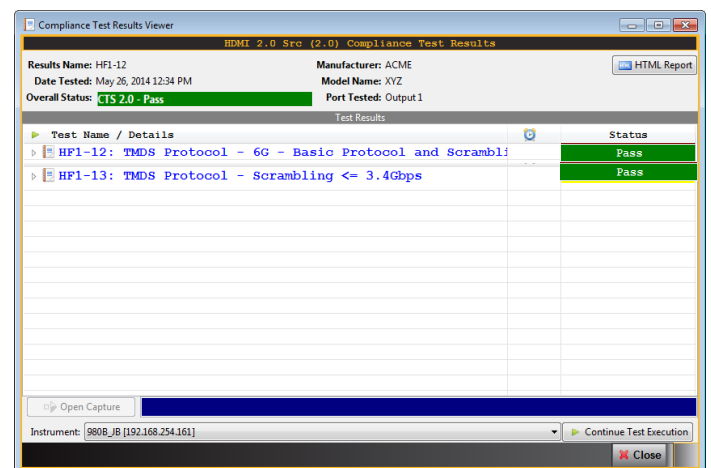 Compliance Test Results Viewer
HDMI 2.0 Src (2.0) Compliance Test Results
Results Name: HF1-12
Manufacturer: ACME
HTML Report
Date Tested: May 26, 2014 12:34 PM
Model Name: XYZ
Overall Status: CTS 2.0 - Pass
Port Tested: Output 1
Test Results
Test Name / Details
Status
HF1-12: TMDS Protocol - 6G - Basic Protocol and Scrambli
Pass
HF1-13: TMDS Protocol - Scrambling <= 3.4Gbps
Pass
Open Capture
Instrument: 980B_JB [192.168.254.161]
Continue Test Execution
Close